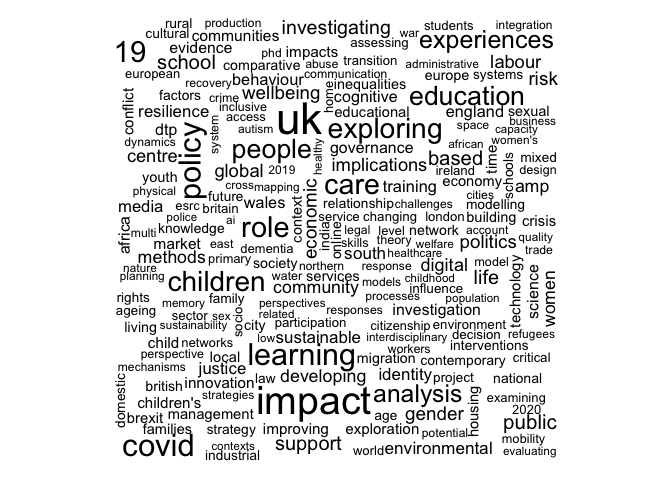 rural production students integration
cultural communities investigating war
19 evidence phd impacts assessing experiences
school comparative abuse transition administrative labour
european recovery behaviour communication europe systems risk
factors crime wellbeing home inequalities education
conflict resilience inclusive cognitive england sexual
dtp system access uk educational space business
dynamics policy autism exploring capacity
centre people healthy governance african women's
global 2019 implications based ireland time mixed
youth cross mapping care training economy schools design
physical future economic cities amp
media esrc britain wales context relationship challenges modelling
police ai role service changing london building crisis
africa multi knowledge india online legal level network account
market east dementia skills theory welfare politics quality
methods primary society south healthcare trade
nature northern response digital model
planning children water services models childhood life technology science women
community processes influence
rights memory family perspectives population
ageing sector sex socio related responses investigation
living sustainability city participation citizenship environment
child networks low sustainable interdisciplinary decision refugees
perspective local learning workers interventions
mechanisms justice migration contemporary critical
domestic british innovation law developing identity project national
strategies impact analysis housing examining
children's age gender 2020
brexit management public
families strategy improving exploration potential mobility
covid contexts support world environmental evaluating
industrial